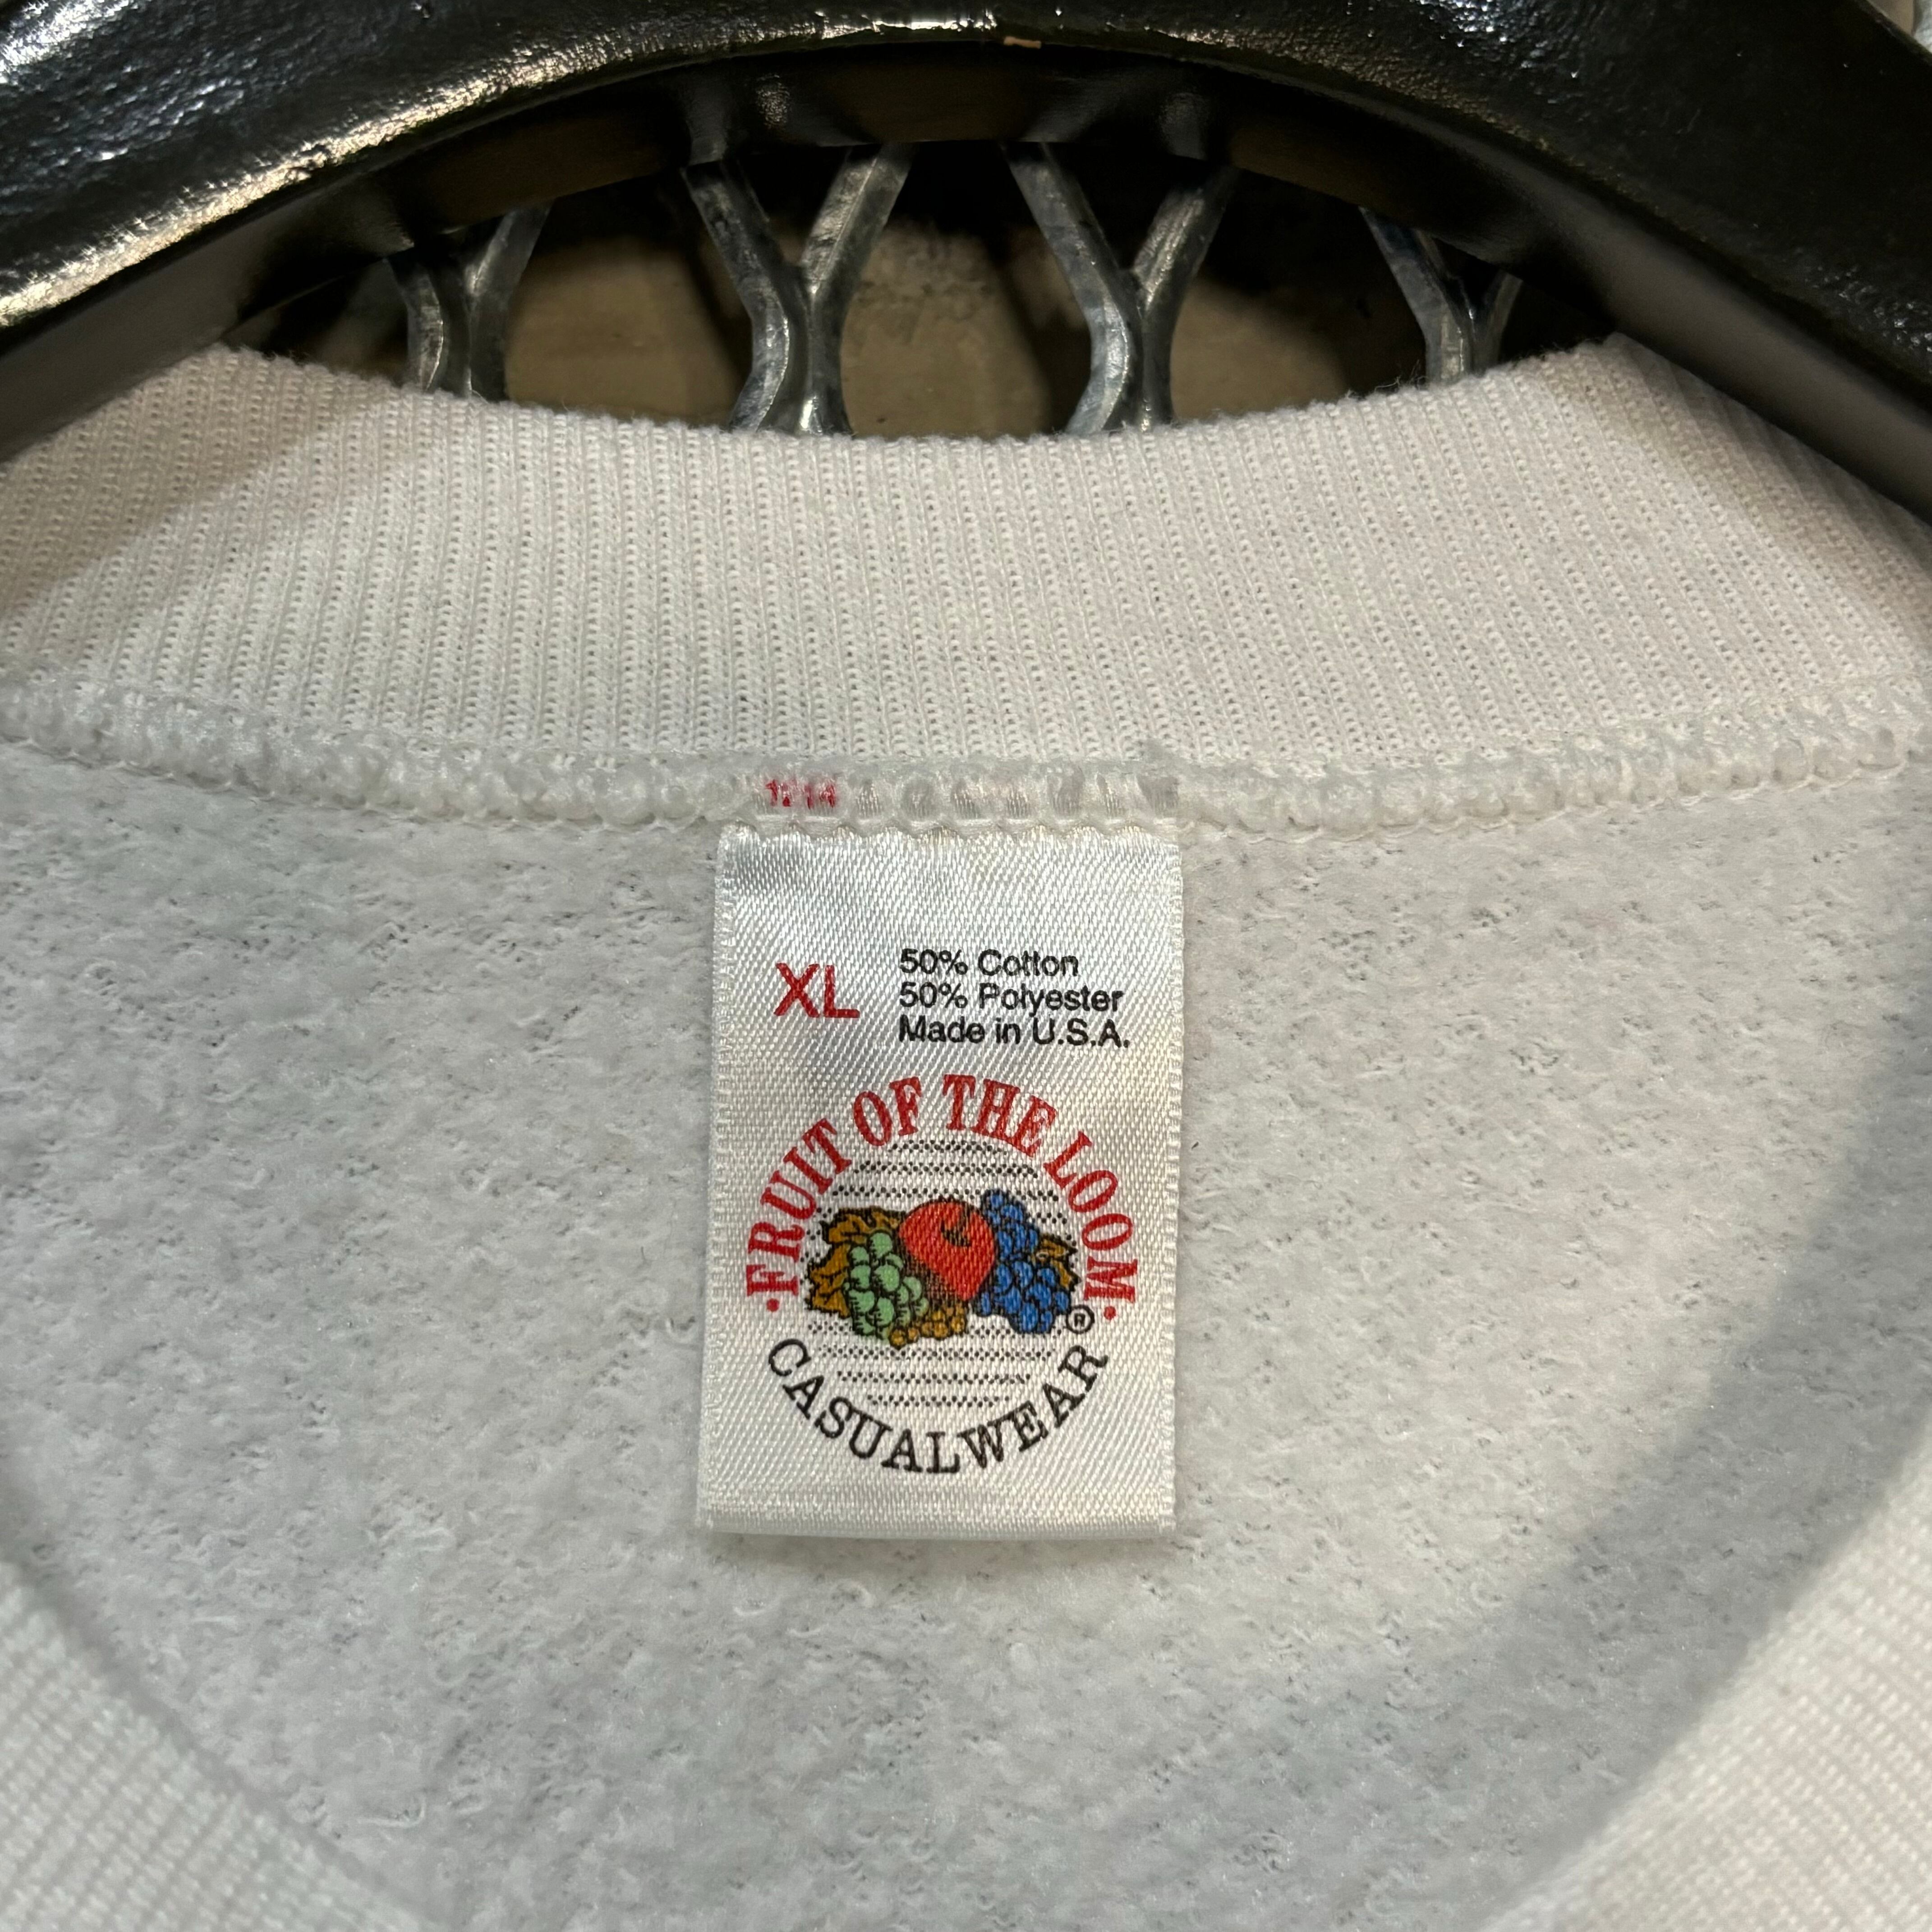 XL
50% Cotton
50% Polyester
Made in U.S.A.
·FRUIT OF THE LOOM·
®
CASUALWEAR